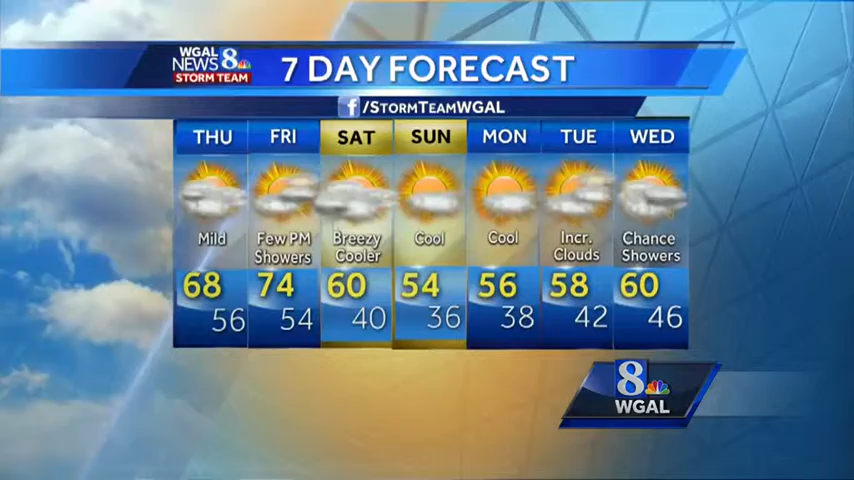 WGAL
NEWS 8
STORM TEAM
7 DAY FORECAST
f/STORMTEAMWGAL
THU FRI SAT SUN MON TUE WED
Mild
Few PM
Showers
Breezy
Cooler
Cool
Cool
Incr.
Clouds
Chance
Showers
68 74 60 54 56 58 60
56 54 40 36 38 42 46
8
WGAL